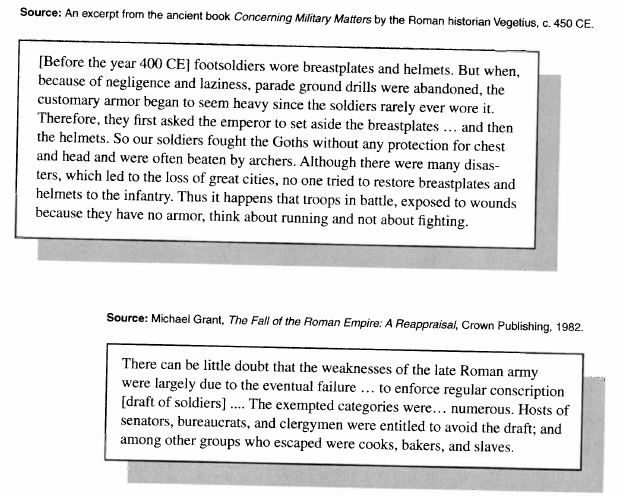 Source: An excerpt from the ancient book Concerning Military Matters by the Roman historian Vegetius, c. 450 CE.
[Before the year 400 CE] footsoldiers wore breastplates and helmets. But when,
because of negligence and laziness, parade ground drills were abandoned, the
customary armor began to seem heavy since the soldiers rarely ever wore it.
Therefore, they first asked the emperor to set aside the breastplates ... and then
the helmets. So our soldiers fought the Goths without any protection for chest
and head and were often beaten by archers. Although there were many disas-
ters, which led to the loss of great cities, no one tried to restore breastplates and
helmets to the infantry. Thus it happens that troops in battle, exposed to wounds
because they have no armor, think about running and not about fighting.
Source: Michael Grant, The Fall of the Roman Empire: A Reappraisal, Crown Publishing, 1982.
There can be little doubt that the weaknesses of the late Roman army
were largely due to the eventual failure ... to enforce regular conscription
[draft of soldiers] .... The exempted categories were... numerous. Hosts of
senators, bureaucrats, and clergymen were entitled to avoid the draft; and
among other groups who escaped were cooks, bakers, and slaves.